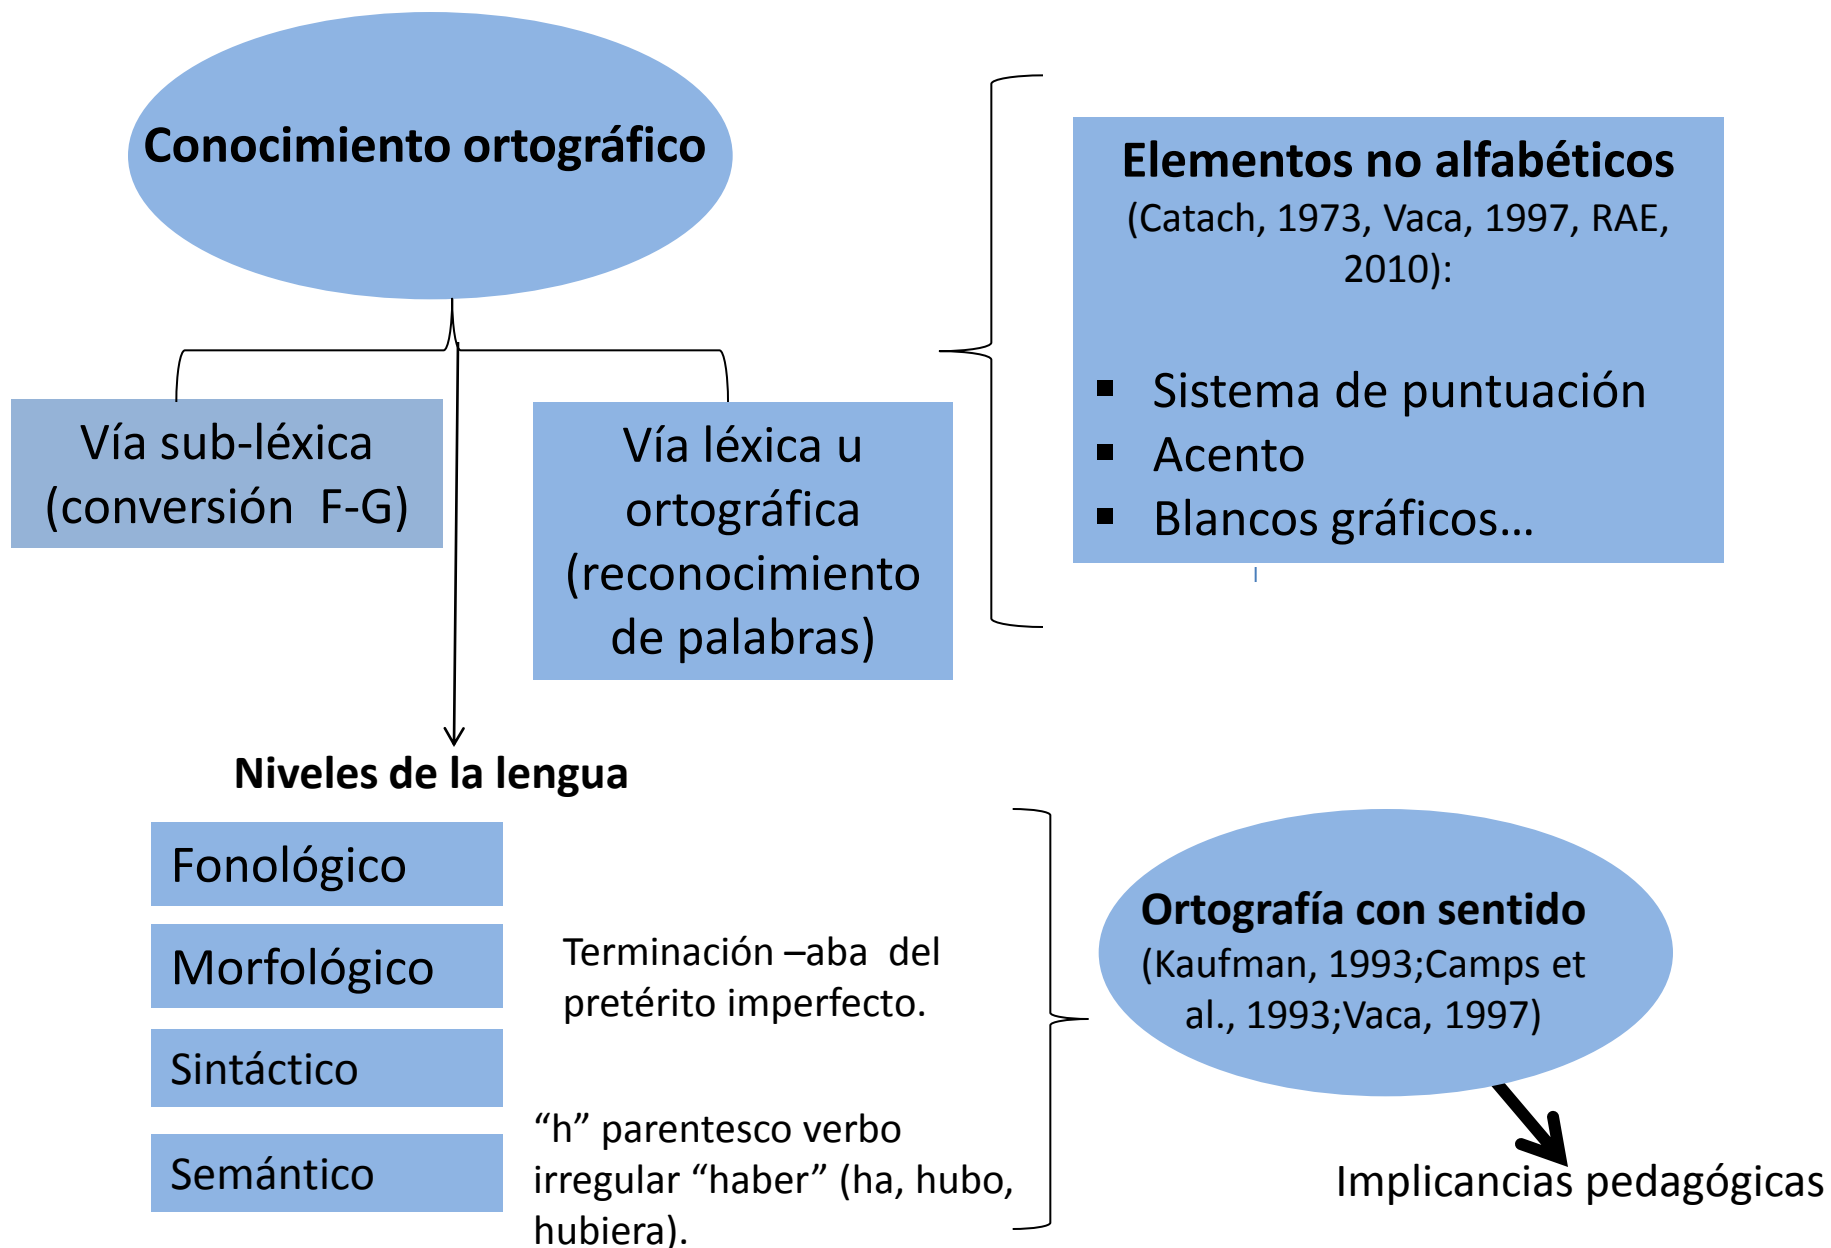 Conocimiento ortográfico
Vía sub-léxica
(conversión F-G)
Vía léxica u
ortográfica
(reconocimiento
de palabras)
Elementos no alfabéticos
(Catach, 1973, Vaca, 1997, RAE,
2010):
Sistema de puntuación
Acento
Blancos gráficos...
Niveles de la lengua
Fonológico
Morfológico
Sintáctico
Semántico
Terminación –aba del
pretérito imperfecto.
“h” parentesco verbo
irregular “haber” (ha, hubo,
hubiera).
Ortografía con sentido
(Kaufman, 1993;Camps et
al., 1993;Vaca, 1997)
Implicancias pedagógicas